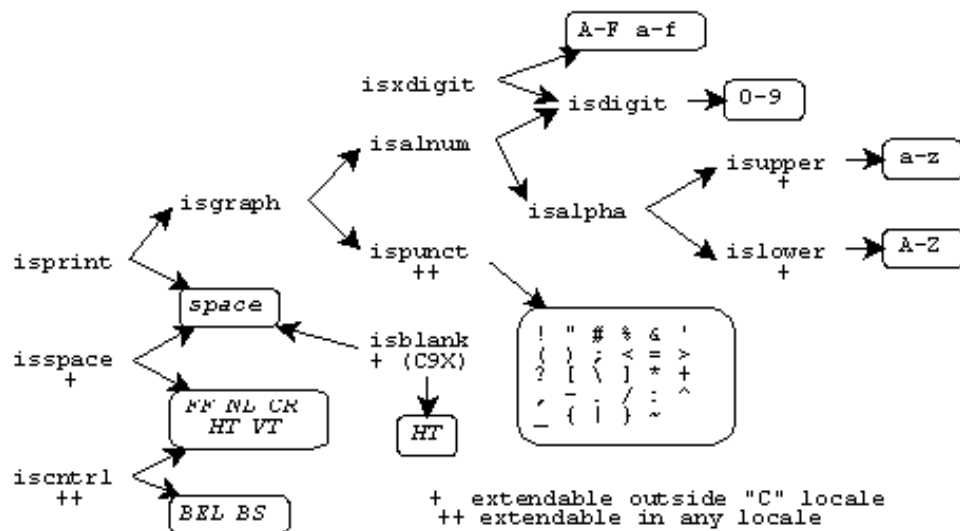 A-F a-f
isxdigit
isdigit
0-9
isalnum
isupper
+
a-z
isgraph
isalpha
isprint
ispunct
++
islower
+
A-Z
space
isspace
+
isblank
+ (C9X)
! " # % & '
( ) ; < = >
? [ \ ] * +
, - . / : ^
_ { | } ~
FF NL CR
HT VT
HT
iscntrl
++
BEL BS
+ extendable outside "C" locale
++ extendable in any locale